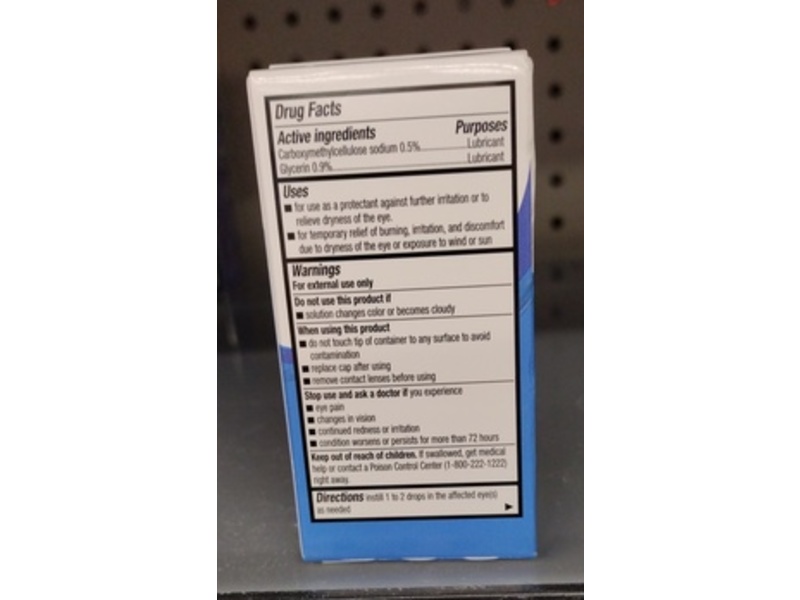 Drug Facts
Active ingredients Purposes
Carboxymethylcellulose sodium 0.5% Lubricant
Glycerin 0.9% Lubricant
Uses
■ for use as a protectant against further irritation or to
relieve dryness of the eye.
■ for temporary relief of burning, irritation, and discomfort
due to dryness of the eye or exposure to wind or sun
Warnings
For external use only
Do not use this product if
■ solution changes color or becomes cloudy
When using this product
■ do not touch tip of container to any surface to avoid
contamination
■ replace cap after using
■ remove contact lenses before using
Stop use and ask a doctor if you experience
■ eye pain
■ changes in vision
■ continued redness or irritation
■ condition worsens or persists for more than 72 hours
Keep out of reach of children. If swallowed, get medical
help or contact a Poison Control Center (1-800-222-1222)
right away.
Directions instill 1 to 2 drops in the affected eye(s)
as needed